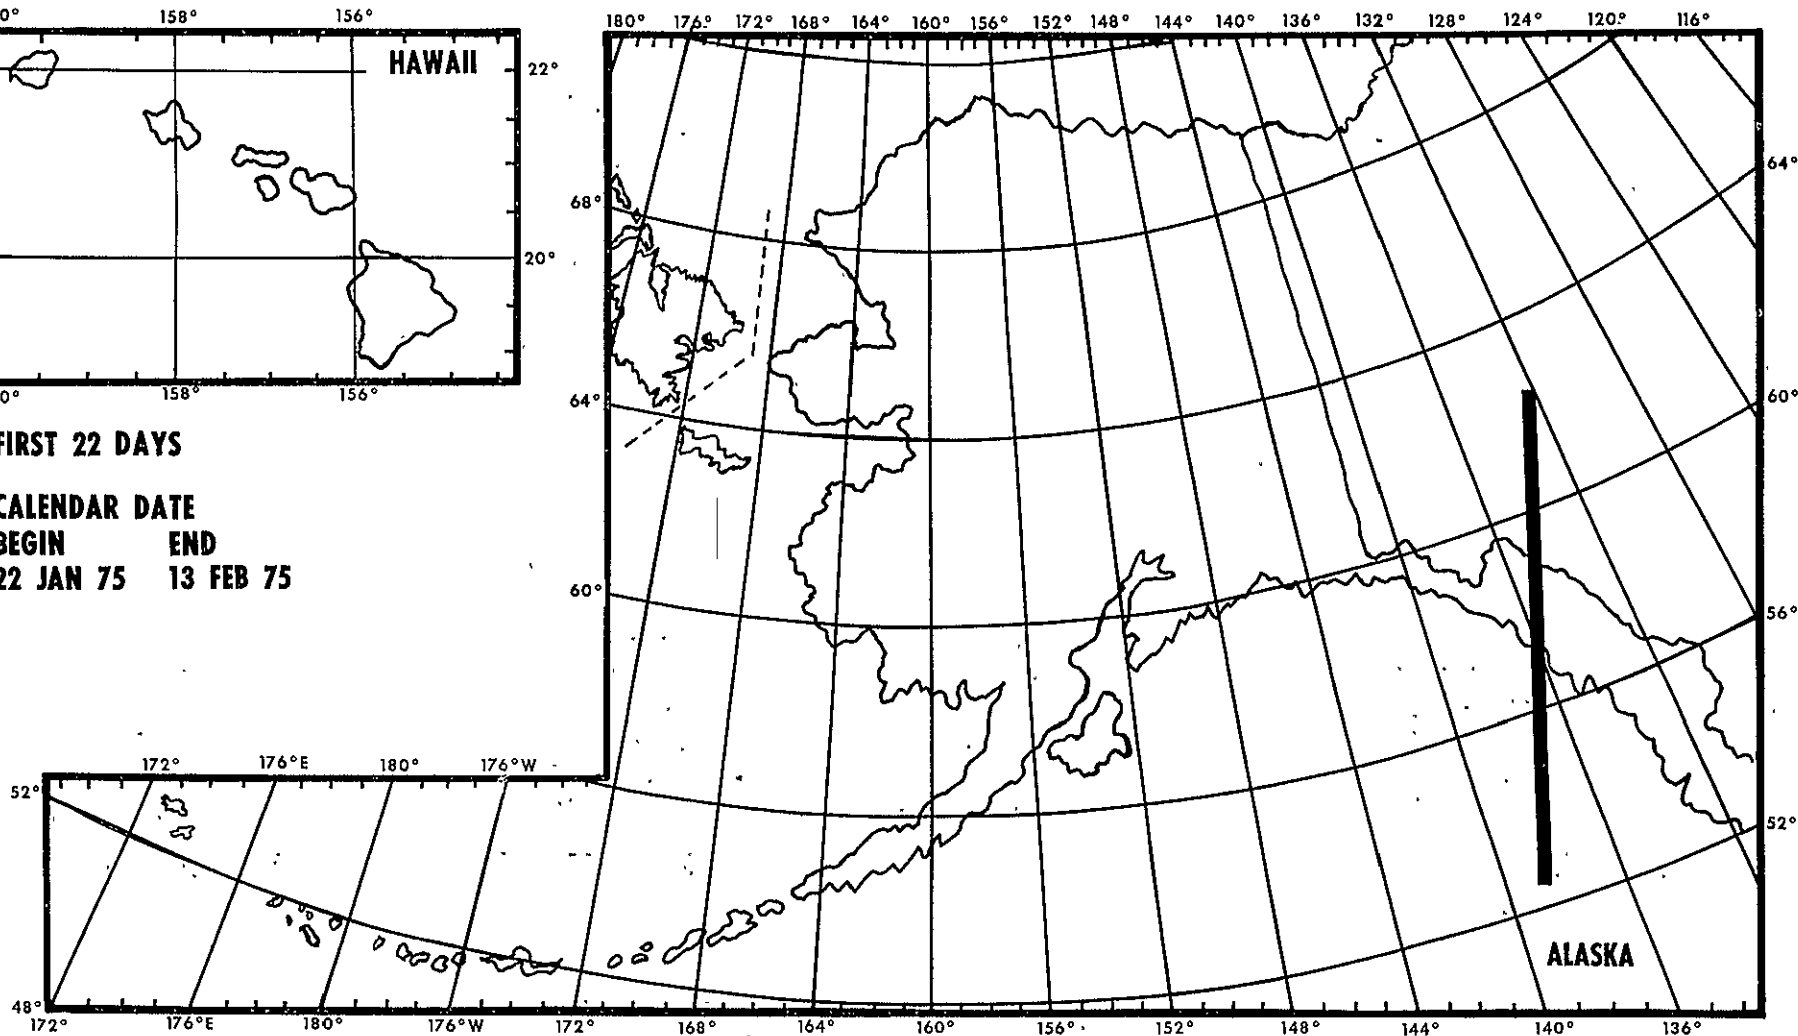 0° 158° 156°
HAWAII
22°
20°
0° 158° 156°
FIRST 22 DAYS
CALENDAR DATE
BEGIN END
22 JAN 75 13 FEB 75
180° 176° 172° 168° 164° 160° 156° 152° 148° 144° 140° 136° 132° 128° 124° 120° 116°
68°
64°
60°
64°
60°
56°
52°
172° 176°E 180° 176°W
52°
48°
ALASKA
172° 176°E 180° 176°W 172° 168° 164° 160° 156° 152° 148° 144° 140° 136°